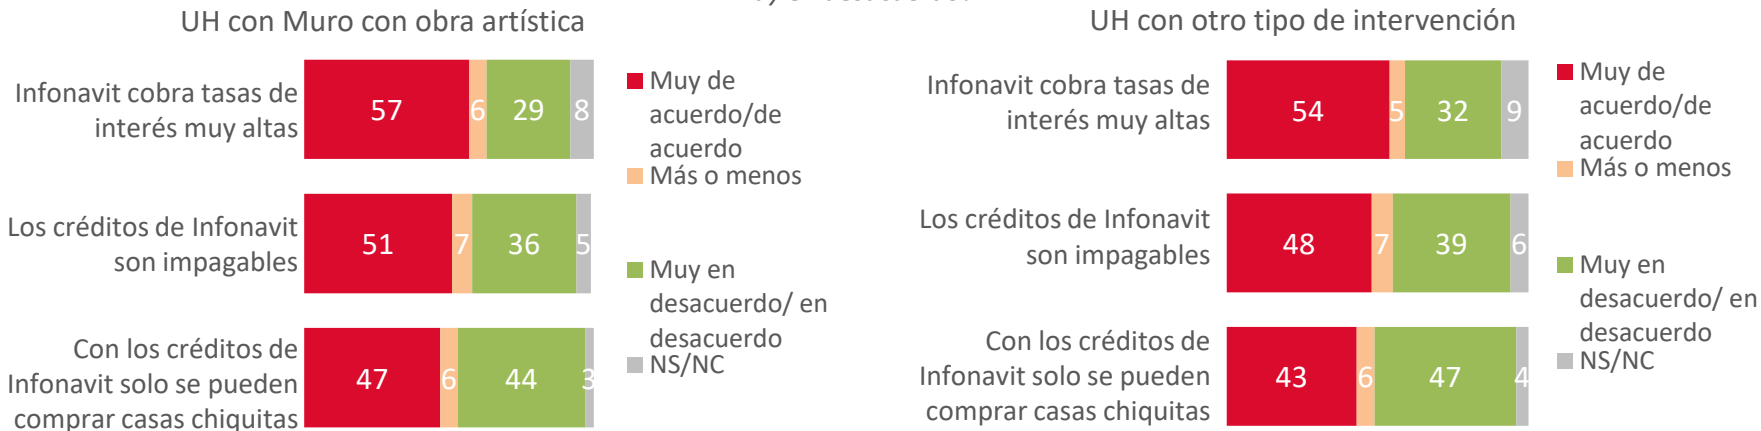 UH con Muro con obra artística
Infonavit cobra tasas de
interés muy altas
57 6 29 8
Los créditos de Infonavit
son impagables
51 7 36 5
Con los créditos de
Infonavit solo se pueden
comprar casas chiquitas
47 6 44 3
Muy de
acuerdo/de
acuerdo
Más o menos
Muy en
desacuerdo/ en
desacuerdo
NS/NC
UH con otro tipo de intervención
Infonavit cobra tasas de
interés muy altas
54 5 32 9
Los créditos de Infonavit
son impagables
48 7 39 6
Con los créditos de
Infonavit solo se pueden
comprar casas chiquitas
43 6 47 4
Muy de
acuerdo/de
acuerdo
Más o menos
Muy en
desacuerdo/ en
desacuerdo
NS/NC